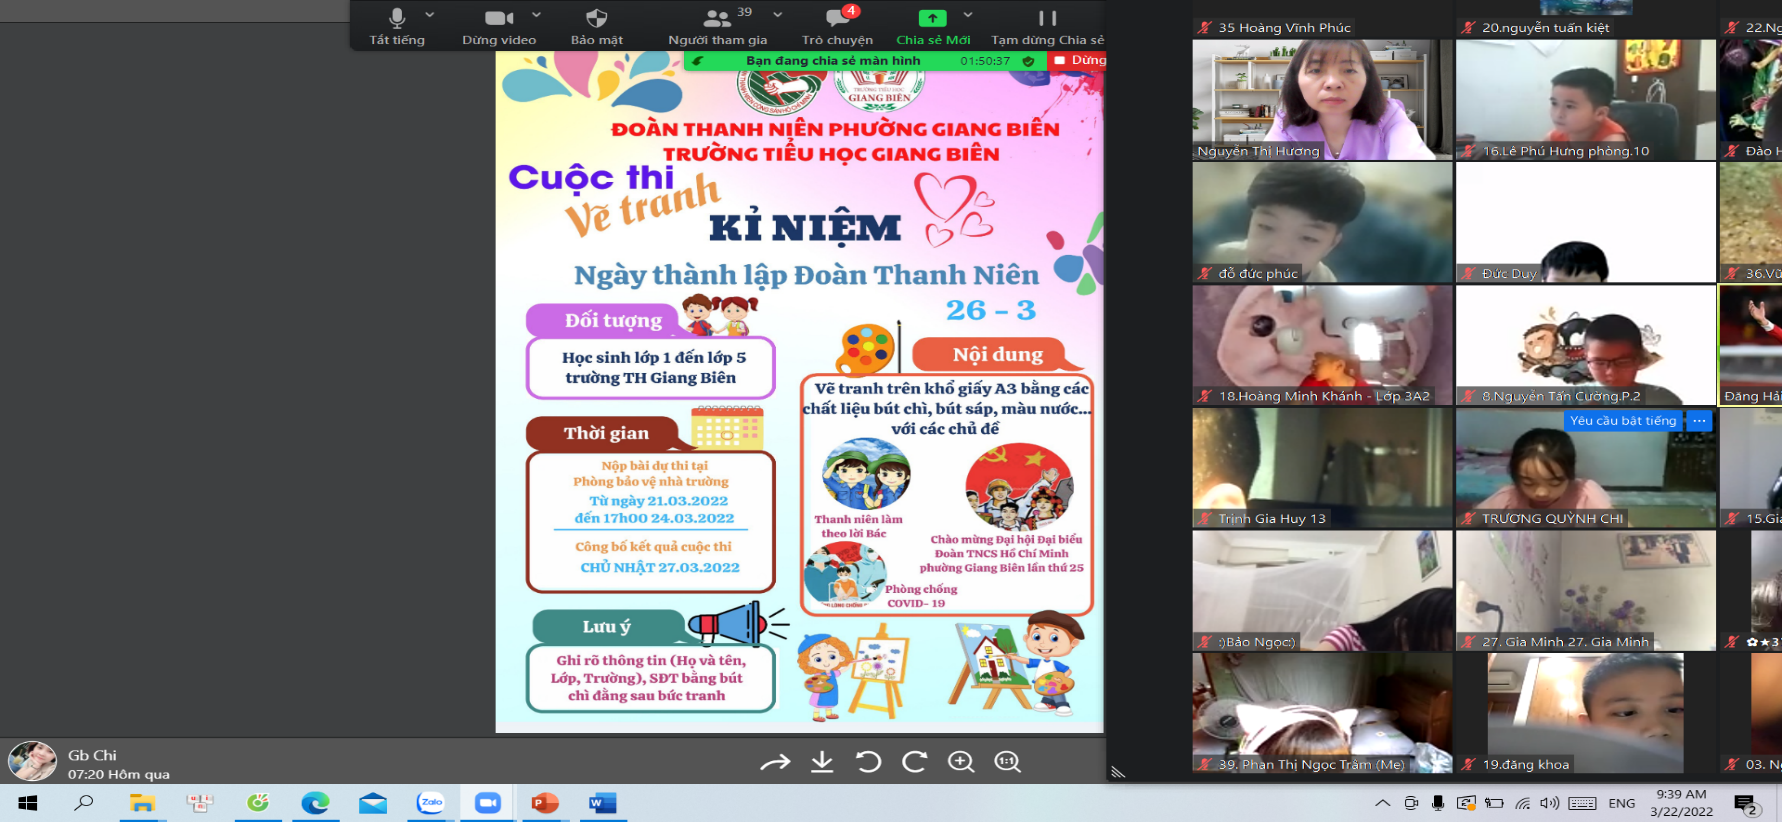 Tắt tiếng
Dừng video
Bảo mật
39
Người tham gia
4
Trò chuyện
Chia sẻ Mới
Tạm dừng Chia sẻ
Bạn đang chia sẻ màn hình
01:50:37
Dừng
GIANG BIÊN
ĐOÀN THANH NIÊN PHƯỜNG GIANG BIÊN
TRƯỜNG TIỂU HỌC GIANG BIÊN
Cuộc thi
Vẽ tranh
KỈ NIỆM
Ngày thành lập Đoàn Thanh Niên
26 - 3
Đối tượng
Học sinh lớp 1 đến lớp 5
trường TH Giang Biên
Thời gian
Nộp bài dự thi tại
Phòng bảo vệ nhà trường
Từ ngày 21.03.2022
đến 17h00 24.03.2022
Công bố kết quả cuộc thi
CHỦ NHẬT 27.03.2022
Lưu ý
Ghi rõ thông tin (Họ và tên,
Lớp, Trường), SĐT bằng bút
chì đằng sau bức tranh
Nội dung
Vẽ tranh trên khổ giấy A3 bằng các
chất liệu bút chì, bút sáp, màu nước...
với các chủ đề
Thanh niên làm
theo lời Bác
Chào mừng Đại hội Đại biểu
Đoàn TNCS Hồ Chí Minh
phường Giang Biên lần thứ 25
Phòng chống
COVID- 19
35 Hoàng Vĩnh Phúc
20.nguyễn tuấn kiệt
Nguyễn Thị Hương
16.Lê Phú Hưng phòng.10
Đào H
đỗ đức phúc
Đức Duy
36.Vũ
18.Hoàng Minh Khánh - Lớp 3A2
8.Nguyễn Tấn Cường.P.2
Đặng Hải
Yêu cầu bật tiếng
Trịnh Gia Huy 13
TRƯƠNG QUỲNH CHI
15.Gia
:)Bảo Ngọc:)
27. Gia Minh 27. Gia Minh
39. Phan Thị Ngọc Trâm (Mẹ)
19.đăng khoa
Gb Chi
07:20 Hôm qua
1:1
Zalo
ENG
9:39 AM
3/22/2022
2